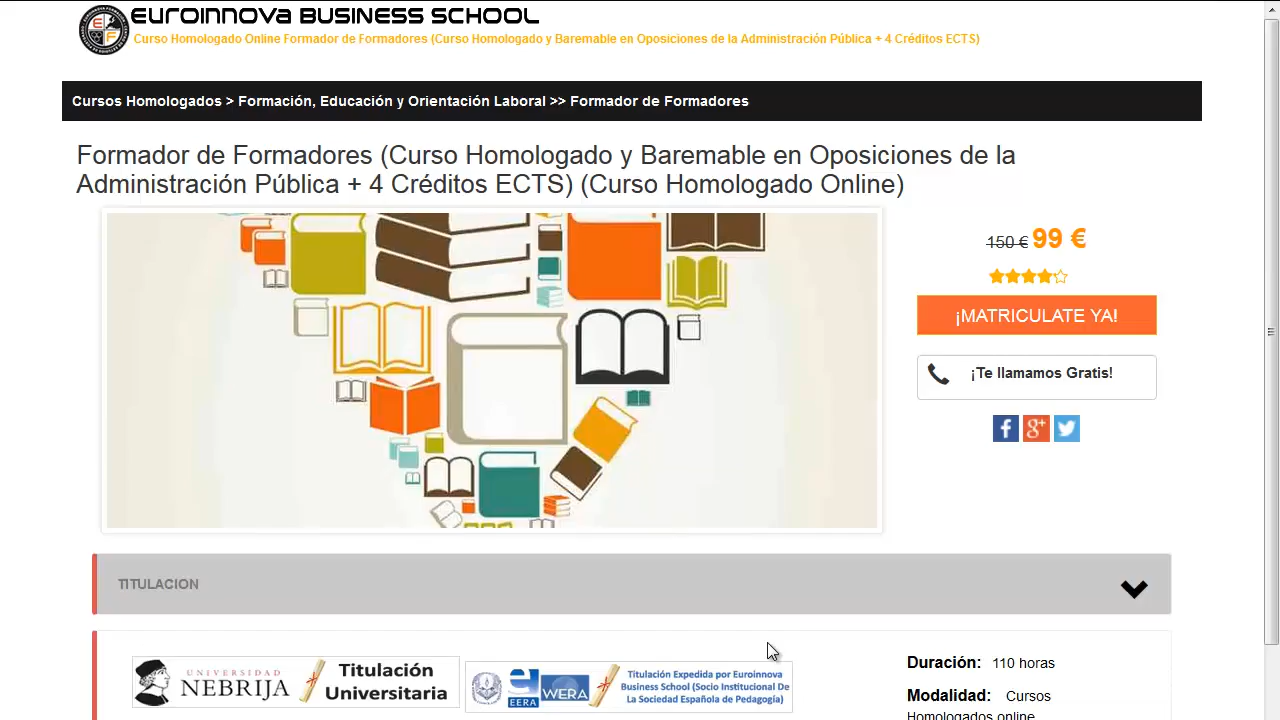 EUROINNOVA BUSINESS SCHOOL
Curso Homologado Online Formador de Formadores (Curso Homologado y Baremable en Oposiciones de la Administración Pública + 4 Créditos ECTS)
Cursos Homologados > Formación, Educación y Orientación Laboral >> Formador de Formadores
Formador de Formadores (Curso Homologado y Baremable en Oposiciones de la
Administración Pública + 4 Créditos ECTS) (Curso Homologado Online)
150 € 99 €
¡MATRICULATE YA!
¡Te llamamos Gratis!
TITULACION
UNIVERSIDAD
NEBRIJA
Titulación
Universitaria
EERA
WERA
Titulación Expedida por Euroinnova
Business School (Socio Institucional De
La Sociedad Española de Pedagogía)
Duración: 110 horas
Modalidad: Cursos
Homologados online